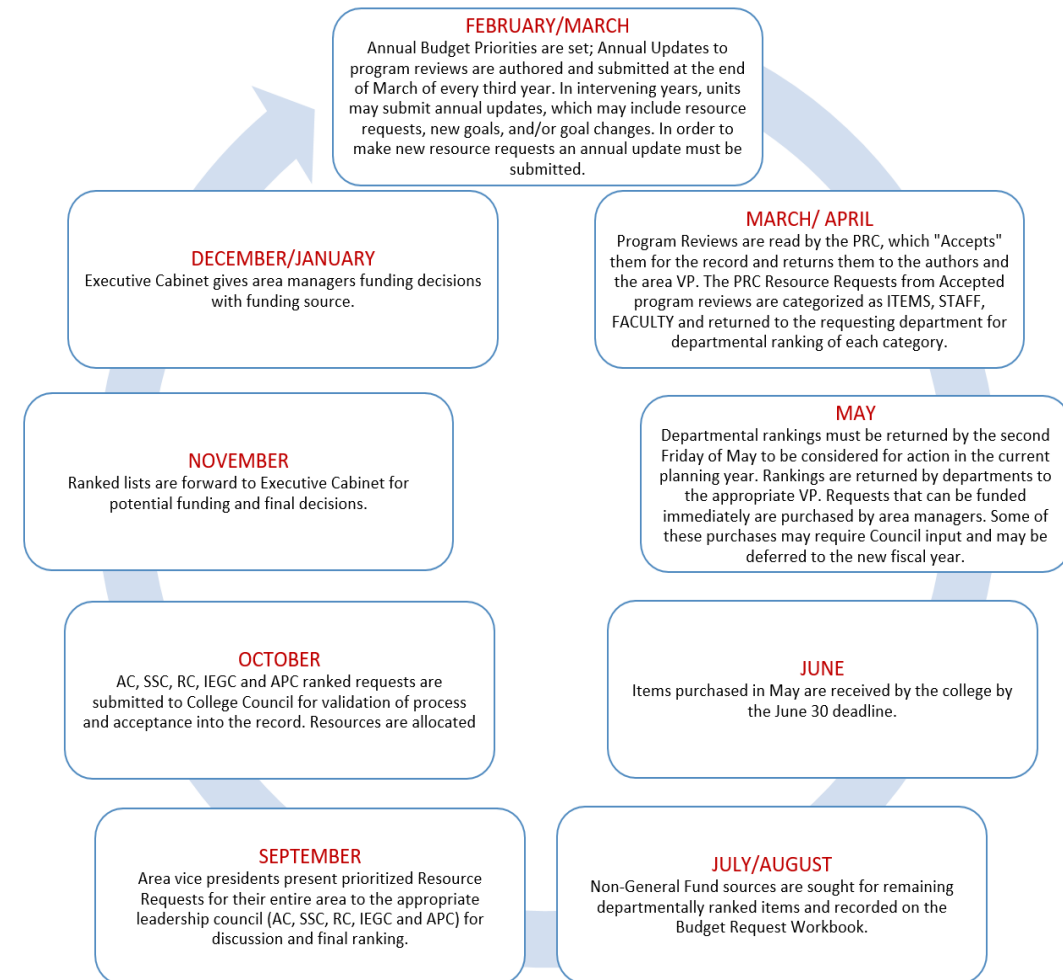 FEBRUARY/MARCH
Annual Budget Priorities are set; Annual Updates to
program reviews are authored and submitted at the end
of March of every third year. In intervening years, units
may submit annual updates, which may include resource
requests, new goals, and/or goal changes. In order to
make new resource requests an annual update must be
submitted.
MARCH/ APRIL
Program Reviews are read by the PRC, which "Accepts"
them for the record and returns them to the authors and
the area VP. The PRC Resource Requests from Accepted
program reviews are categorized as ITEMS, STAFF,
FACULTY and returned to the requesting department for
departmental ranking of each category.
MAY
Departmental rankings must be returned by the second
Friday of May to be considered for action in the current
planning year. Rankings are returned by departments to
the appropriate VP. Requests that can be funded
immediately are purchased by area managers. Some of
these purchases may require Council input and may be
deferred to the new fiscal year.
JUNE
Items purchased in May are received by the college by
the June 30 deadline.
JULY/AUGUST
Non-General Fund sources are sought for remaining
departmentally ranked items and recorded on the
Budget Request Workbook.
SEPTEMBER
Area vice presidents present prioritized Resource
Requests for their entire area to the appropriate
leadership council (AC, SSC, RC, IEGC and APC) for
discussion and final ranking.
OCTOBER
AC, SSC, RC, IEGC and APC ranked requests are
submitted to College Council for validation of process
and acceptance into the record. Resources are allocated
NOVEMBER
Ranked lists are forward to Executive Cabinet for
potential funding and final decisions.
DECEMBER/JANUARY
Executive Cabinet gives area managers funding decisions
with funding source.